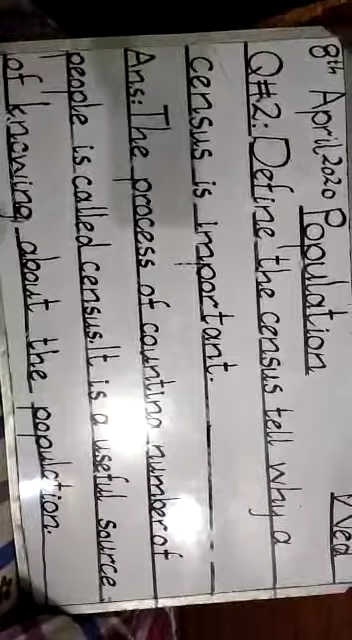 8th April 2020
Wed
Population
Q#2: Define the census tell why a
census is important.
Ans: The process of counting number of
people is called census. It is a useful source
of knowing about the population.